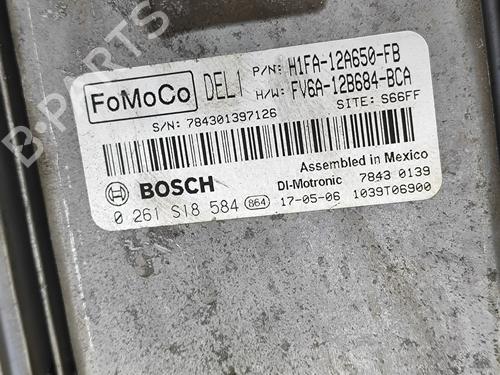 FoMoCo DEL1 P/N: H1FA-12A650-FB
H/W: FV6A-12B684-BCA
S/N: 784301397126 SITE: S66FF
Assembled in Mexico
BOSCH DI-Motronic 7843 0139
0 261 S18 584 864 17-05-06 1039T06900
B-PARTS